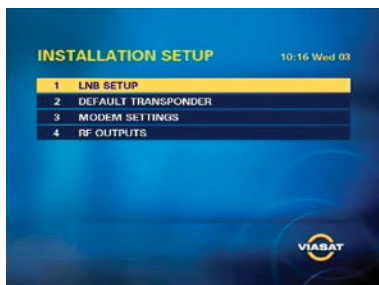 INSTALLATION SETUP 10:16 Wed 03
1 LNB SETUP
2 DEFAULT TRANSPONDER
3 MODEM SETTINGS
4 RF OUTPUTS
VIASAT